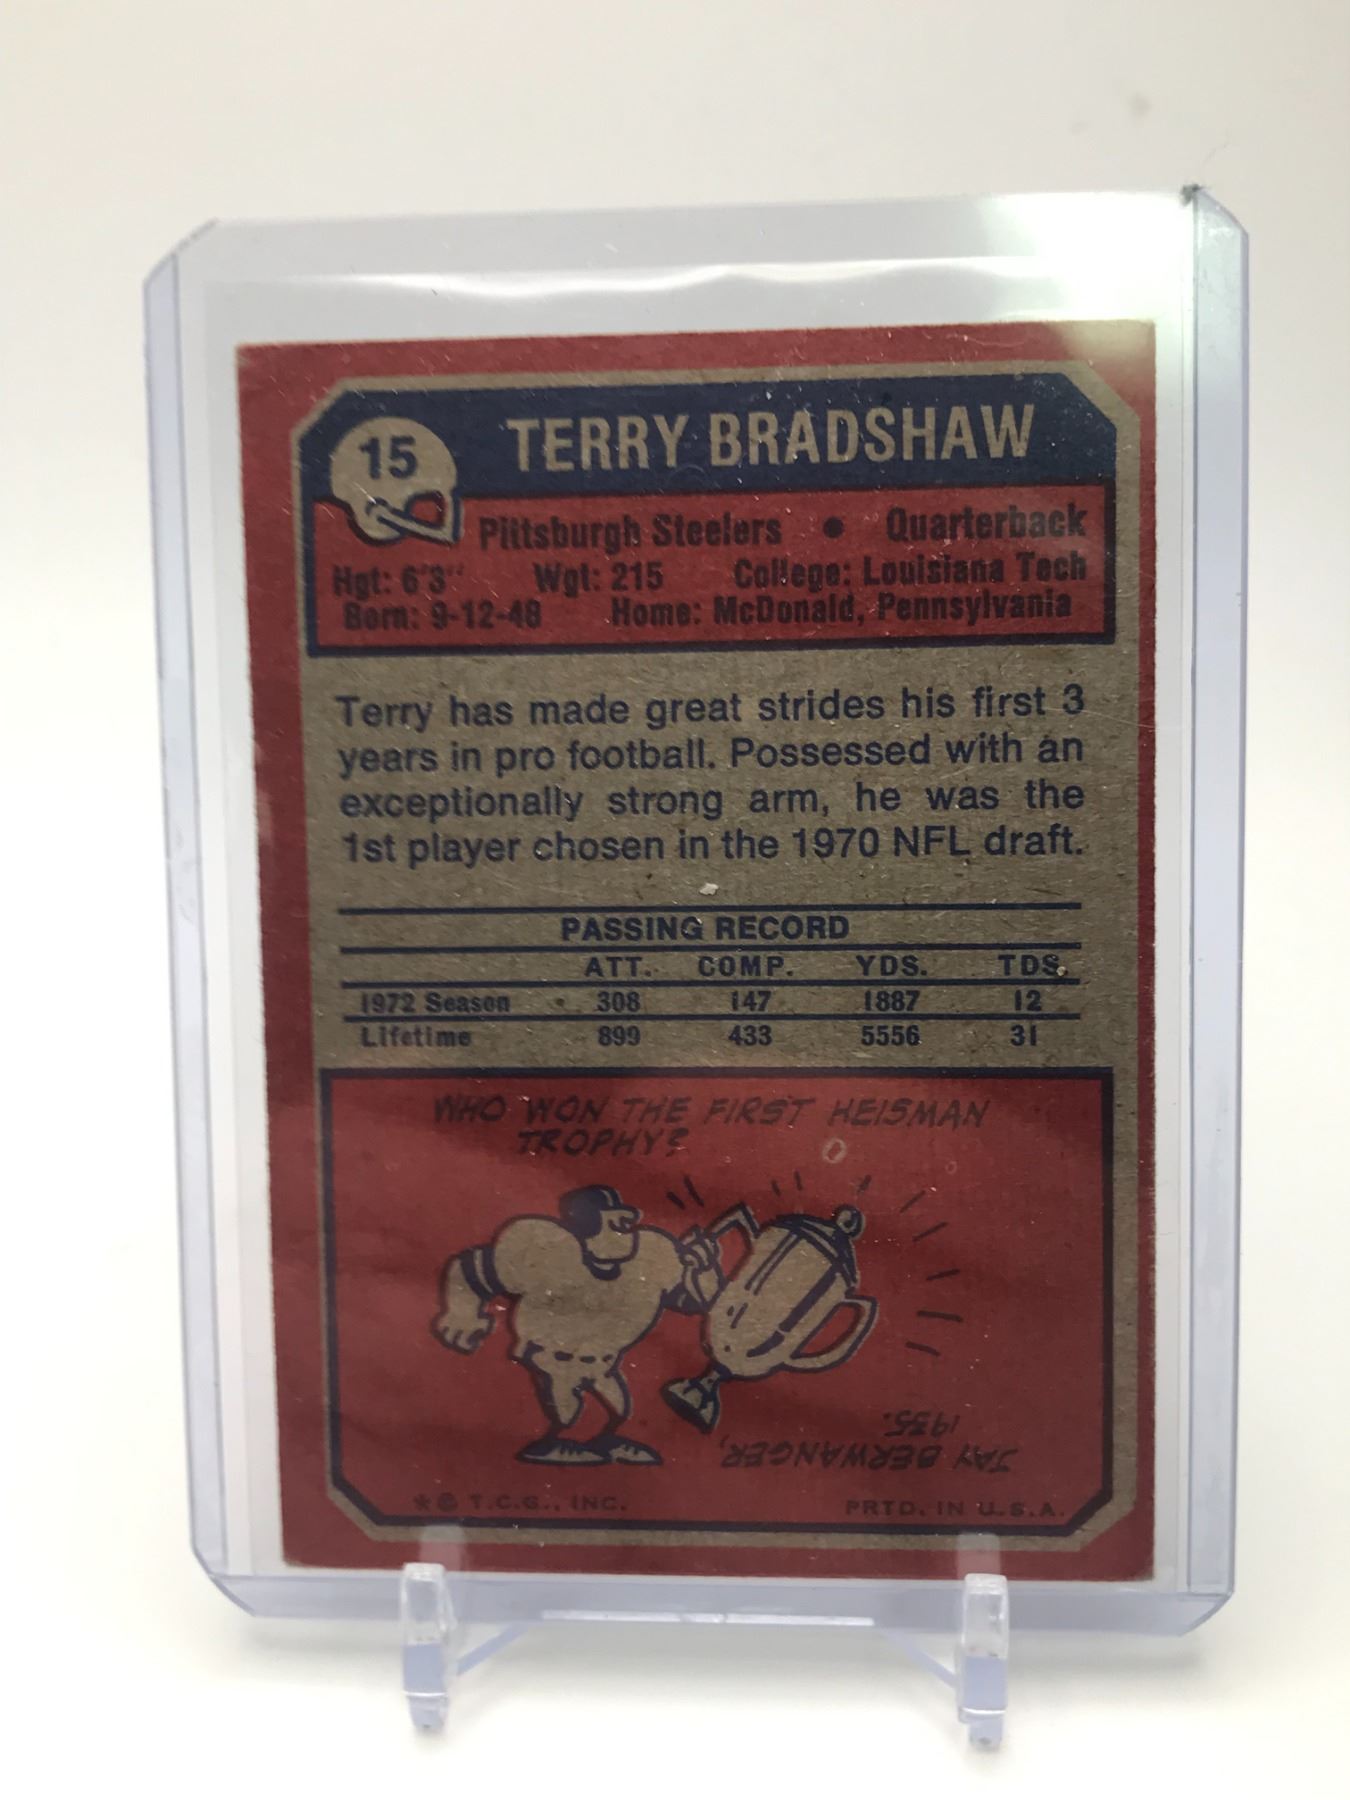 15
TERRY BRADSHAW
Pittsburgh Steelers • Quarterback
Hgt: 6'3" Wgt: 215 College: Louisiana Tech
Born: 9-12-48 Home: McDonald, Pennsylvania
Terry has made great strides his first 3
years in pro football. Possessed with an
exceptionally strong arm, he was the
1st player chosen in the 1970 NFL draft.
PASSING RECORD
ATT. COMP. YDS. TDS.
1972 Season 308 147 1887 12
Lifetime 899 433 5556 31
WHO WON THE FIRST HEISMAN
TROPHY?
JAY BERWANGER,
1935.
* © T.C.G., INC. PRTD. IN U.S.A.